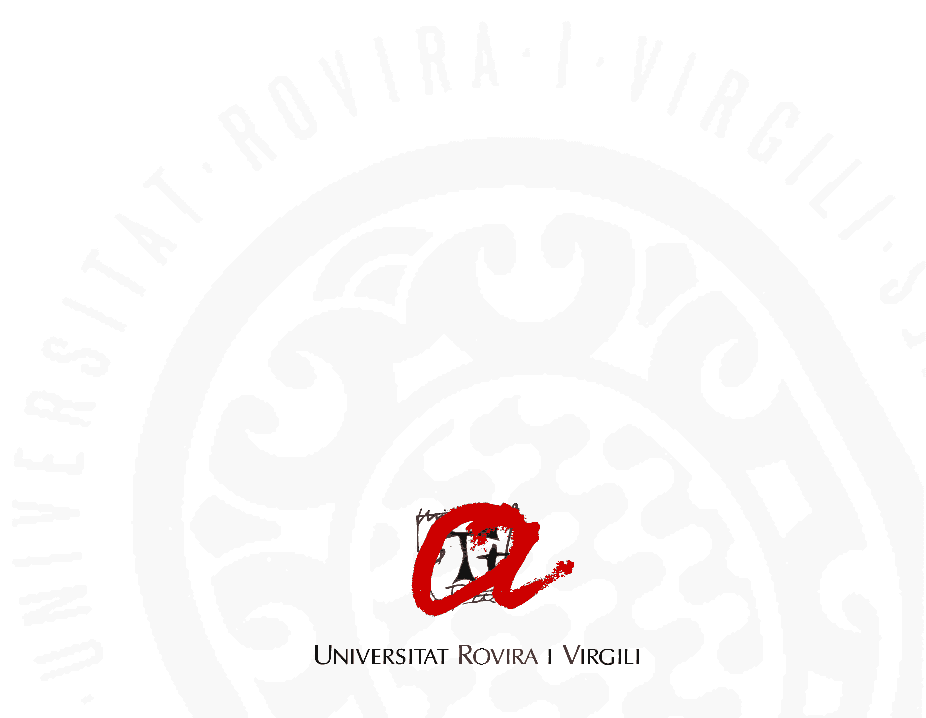 · UNIVERSITAT · ROVIRA · I · VIRGILI · S
UNIVERSITAT ROVIRA I VIRGILI